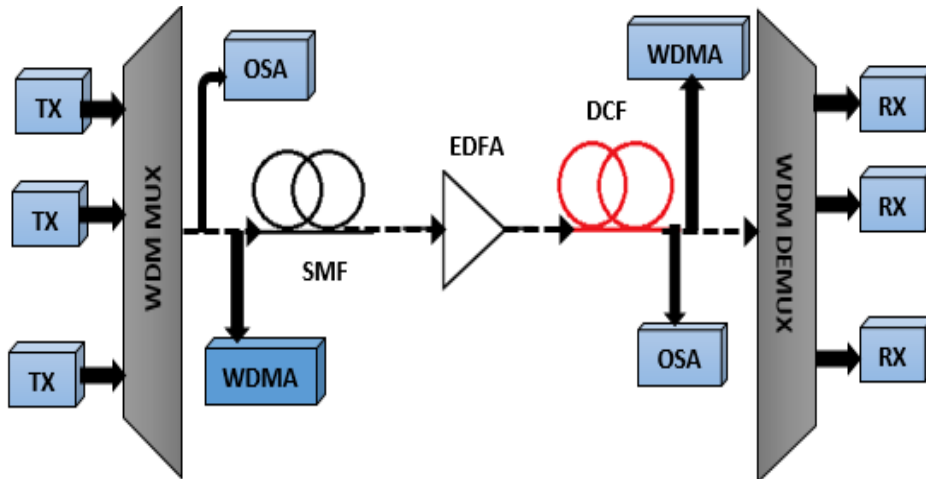 TX
TX
TX
WDM MUX
OSA
WDMA
SMF
EDFA
DCF
WDMA
OSA
WDM DEMUX
RX
RX
RX